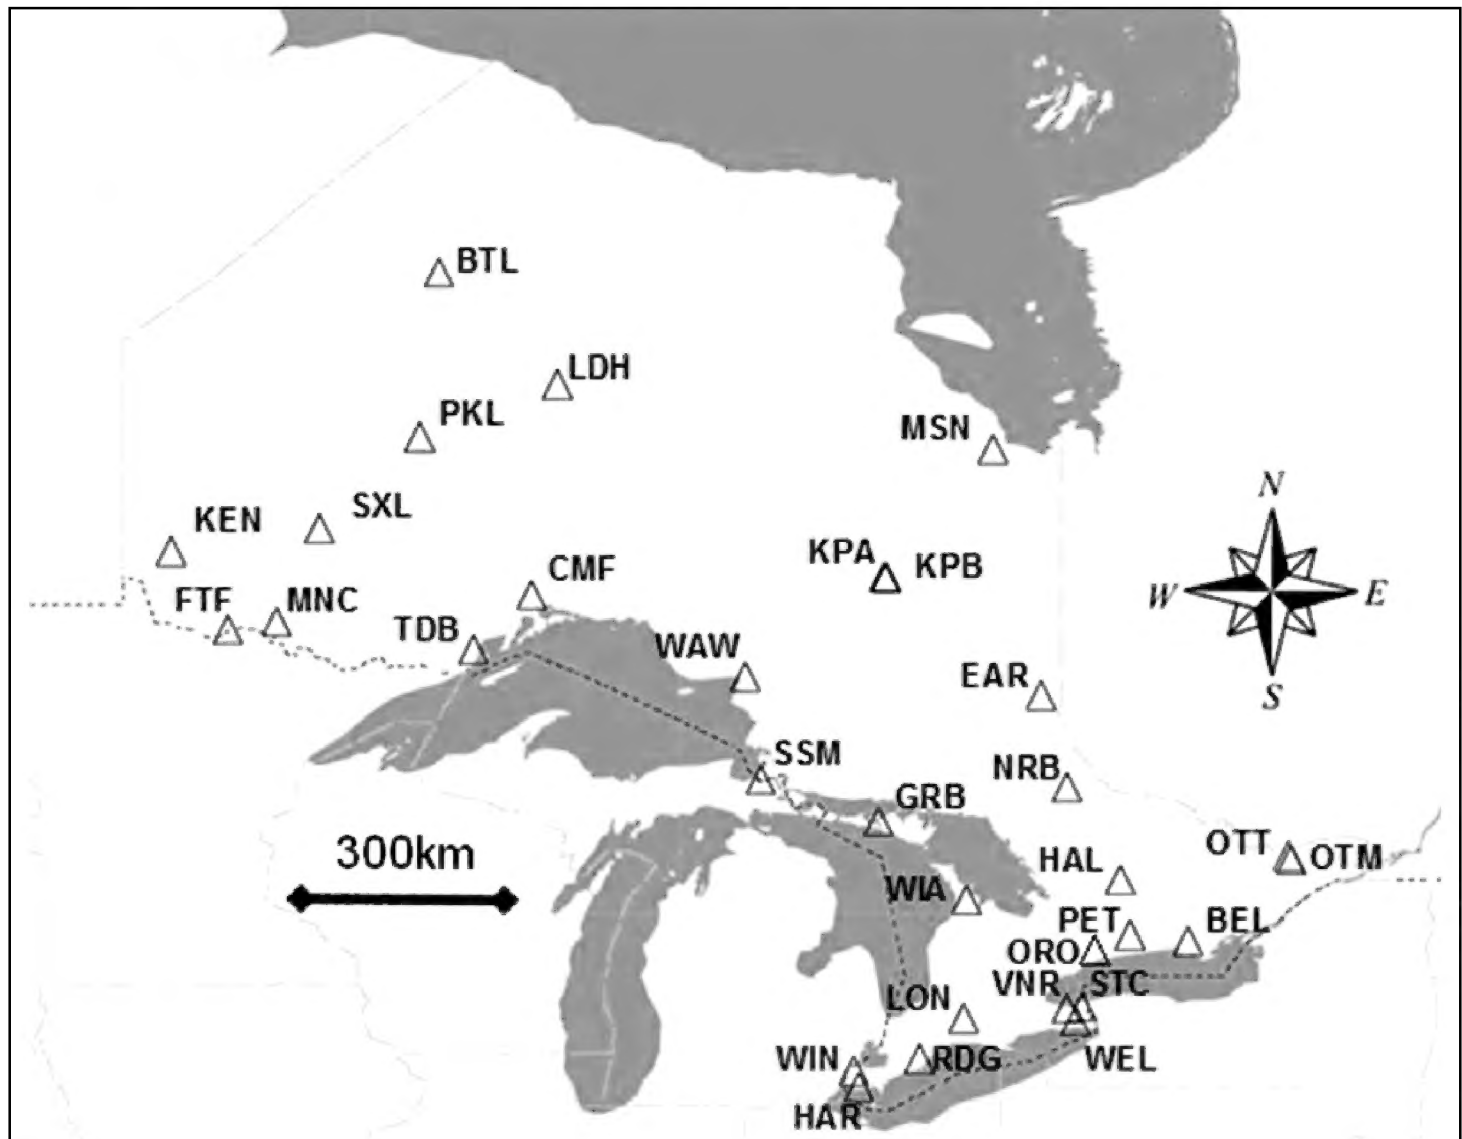 BTL
LDH
PKL
MSN
N
SXL
KEN
KPA KPB
CMF
W E
FTF MNC
TDB
WAW
EAR
S
SSM
NRB
GRB
300km
HAL
OTT OTM
WIA
PET BEL
ORO
VNR STC
LON
WIN RDG WEL
HAR